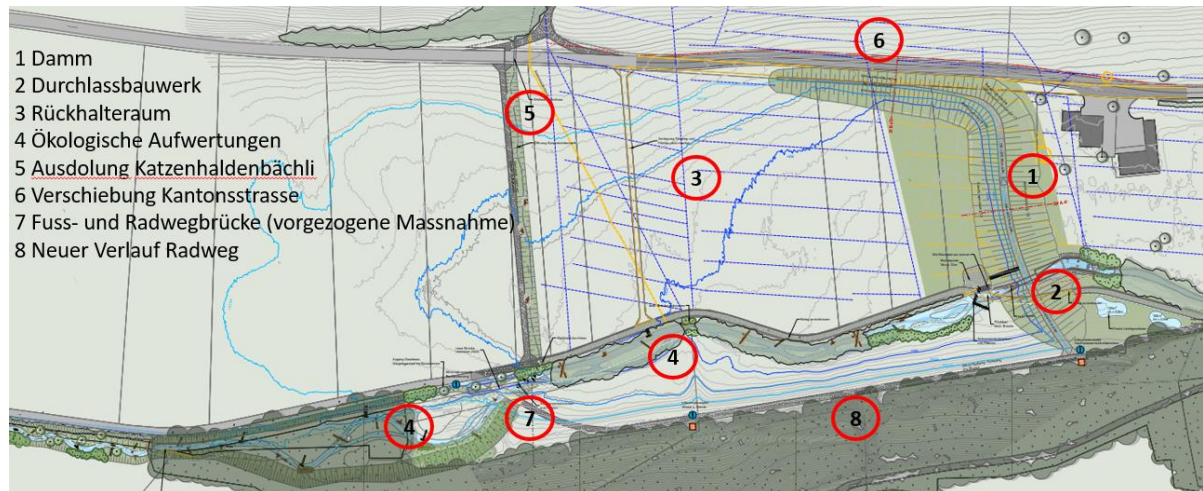 1 Damm
2 Durchlassbauwerk
3 Rückhalteraum
4 Ökologische Aufwertungen
5 Ausdolung Katzenhaldenbächli
6 Verschiebung Kantonsstrasse
7 Fuss- und Radwegbrücke (vorgezogene Massnahme)
8 Neuer Verlauf Radweg
6
5
3
1
2
4
4
7
8